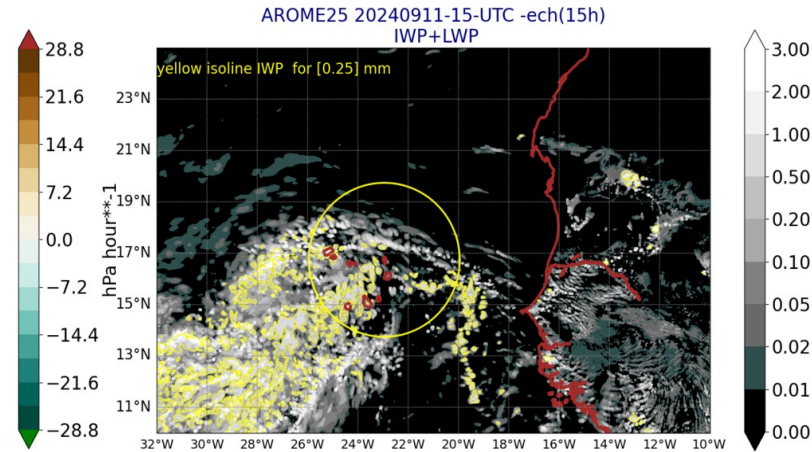 AROME25 20240911-15-UTC -ech(15h)
IWP+LWP
yellow isoline IWP  for [0.25] mm
28.8
21.6
14.4
7.2
0.0
−7.2
−14.4
−21.6
−28.8
hPa hour**-1
23°N
21°N
19°N
17°N
15°N
13°N
11°N
32°W 30°W 28°W 26°W 24°W 22°W 20°W 18°W 16°W 14°W 12°W 10°W
3.00
2.00
1.00
0.50
0.20
0.10
0.05
0.02
0.01
0.00